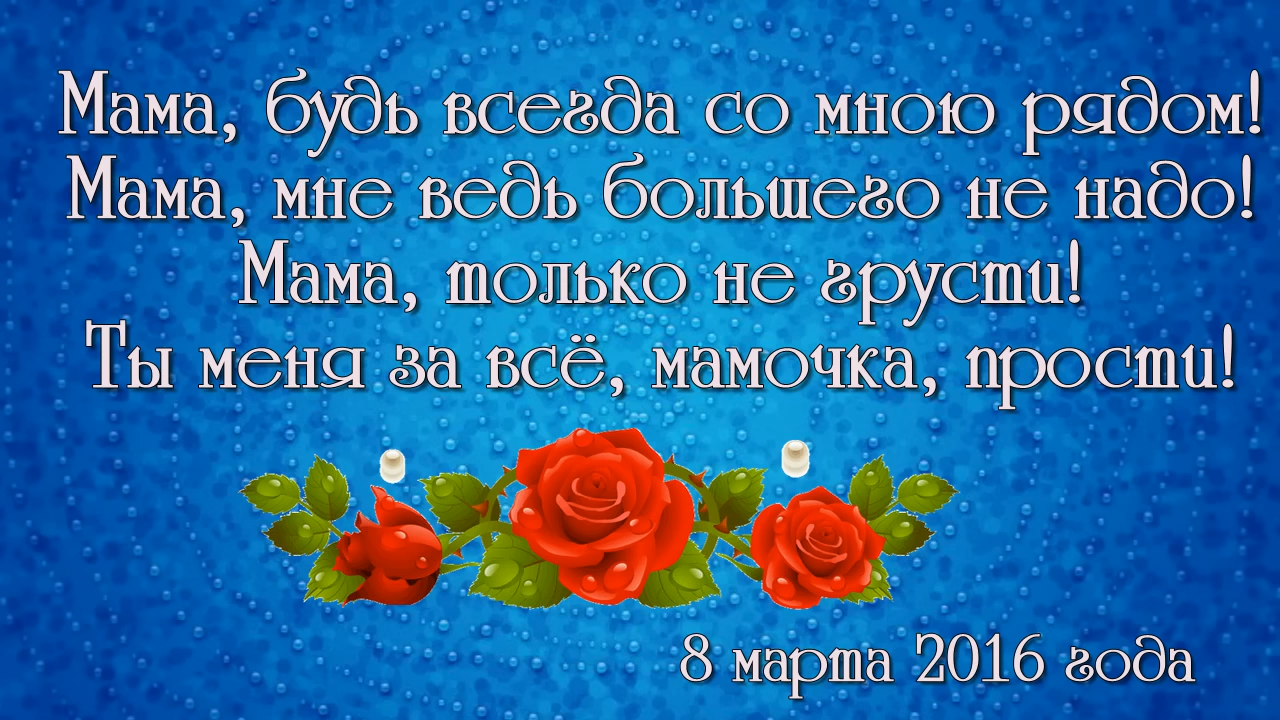 Мама, будь всегда со мною рядом!
Мама, мне ведь большего не надо!
Мама, только не грусти!
Ты меня за всё, мамочка, прости!
8 марта 2016 года